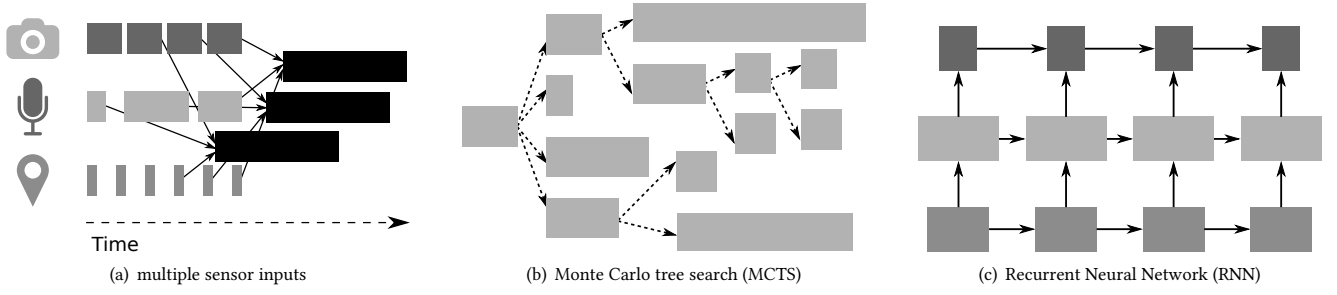 Time
(a) multiple sensor inputs
(b) Monte Carlo tree search (MCTS)
(c) Recurrent Neural Network (RNN)